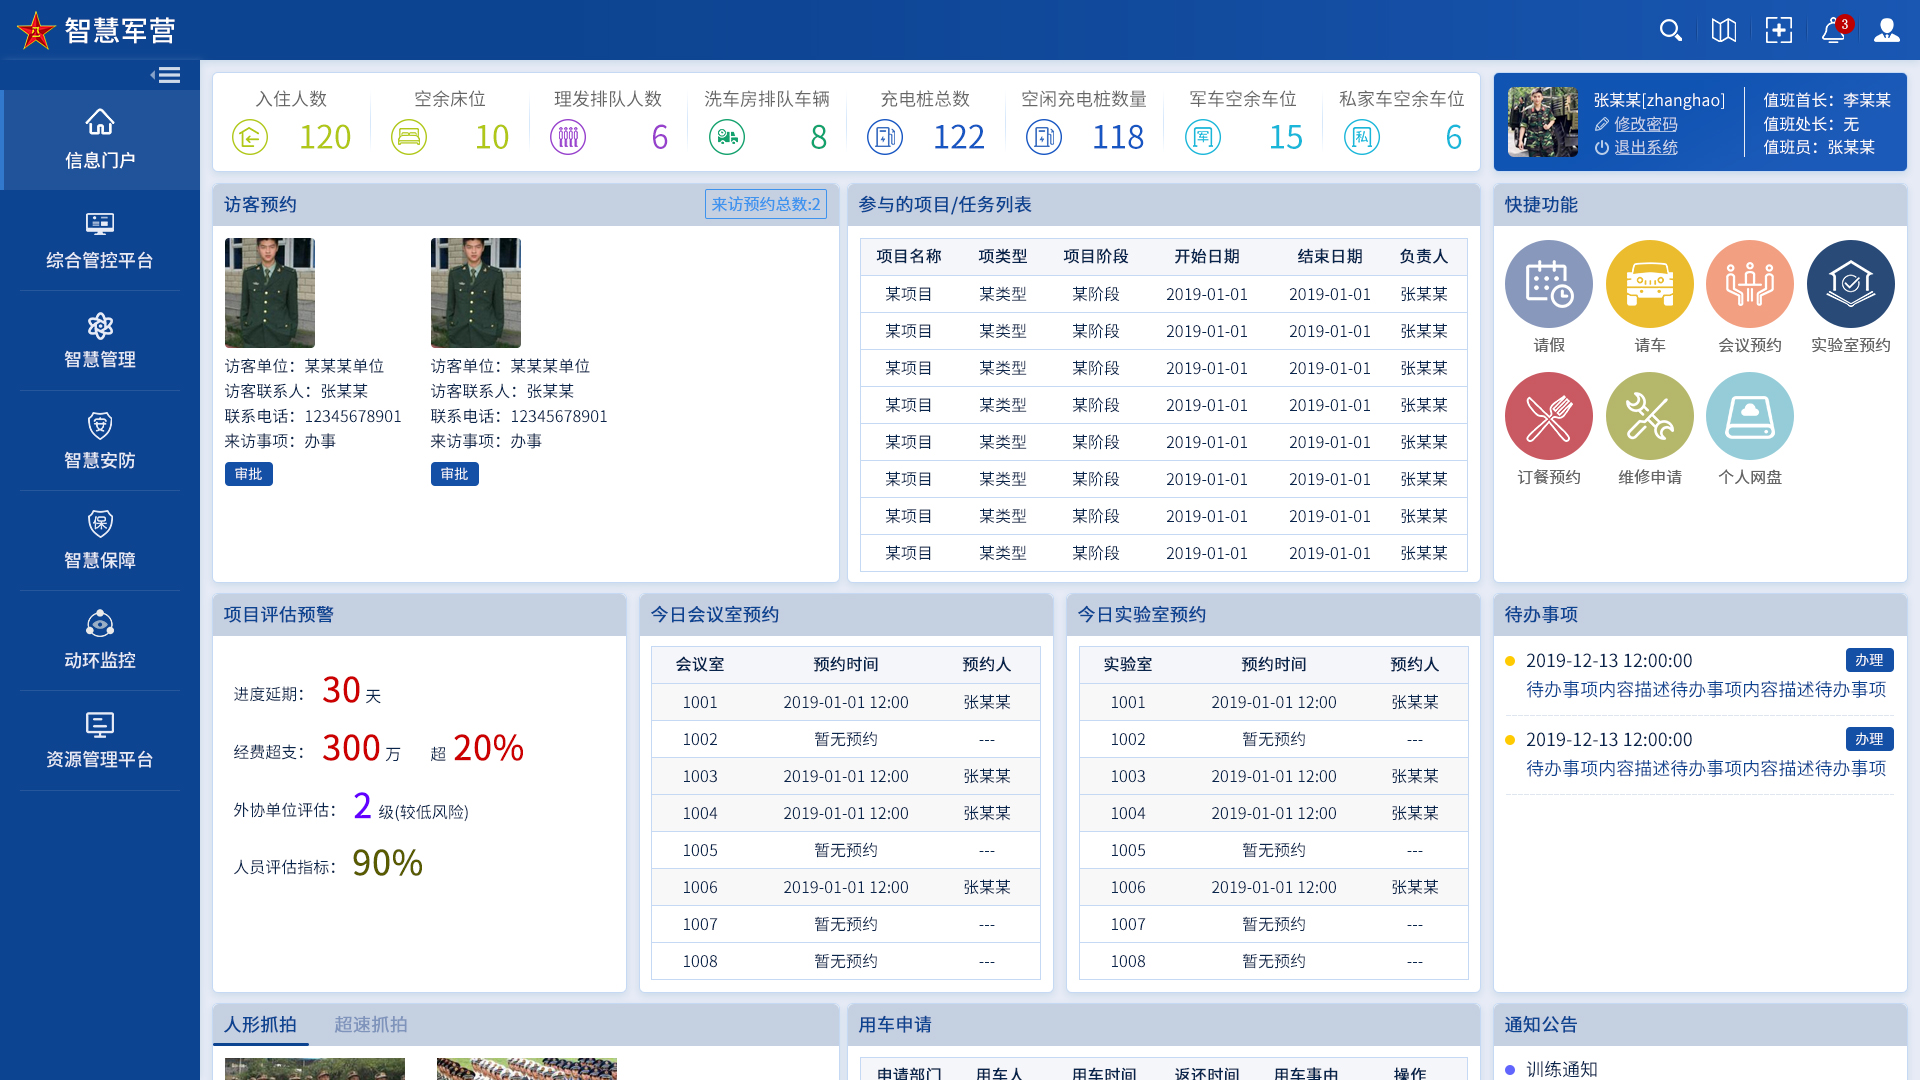 智慧军营
3
信息门户
综合管控平台
智慧管理
安
智慧安防
保
智慧保障
动环监控
资源管理平台
入住人数
120
空余床位
10
理发排队人数
6
洗车房排队车辆
8
充电桩总数
122
空闲充电桩数量
118
军车空余车位
军
15
私家车空余车位
私
6
张某某[zhanghao]
修改密码
退出系统
值班首长：李某某
值班处长：无
值班员：张某某
访客预约
来访预约总数:2
访客单位：某某某单位
访客联系人：张某某
联系电话：12345678901
来访事项：办事
审批
访客单位：某某某单位
访客联系人：张某某
联系电话：12345678901
来访事项：办事
审批
参与的项目/任务列表
项目名称 项类型 项目阶段 开始日期 结束日期 负责人
某项目 某类型 某阶段 2019-01-01 2019-01-01 张某某
某项目 某类型 某阶段 2019-01-01 2019-01-01 张某某
某项目 某类型 某阶段 2019-01-01 2019-01-01 张某某
某项目 某类型 某阶段 2019-01-01 2019-01-01 张某某
某项目 某类型 某阶段 2019-01-01 2019-01-01 张某某
某项目 某类型 某阶段 2019-01-01 2019-01-01 张某某
某项目 某类型 某阶段 2019-01-01 2019-01-01 张某某
某项目 某类型 某阶段 2019-01-01 2019-01-01 张某某
快捷功能
请假
请车
会议预约
实验室预约
订餐预约
维修申请
个人网盘
项目评估预警
进度延期： 30 天
经费超支： 300 万 超 20%
外协单位评估： 2 级(较低风险)
人员评估指标： 90%
今日会议室预约
会议室 预约时间 预约人
1001 2019-01-01 12:00 张某某
1002 暂无预约 ---
1003 2019-01-01 12:00 张某某
1004 2019-01-01 12:00 张某某
1005 暂无预约 ---
1006 2019-01-01 12:00 张某某
1007 暂无预约 ---
1008 暂无预约 ---
今日实验室预约
实验室 预约时间 预约人
1001 2019-01-01 12:00 张某某
1002 暂无预约 ---
1003 2019-01-01 12:00 张某某
1004 2019-01-01 12:00 张某某
1005 暂无预约 ---
1006 2019-01-01 12:00 张某某
1007 暂无预约 ---
1008 暂无预约 ---
待办事项
2019-12-13 12:00:00 办理
待办事项内容描述待办事项内容描述待办事项
2019-12-13 12:00:00 办理
待办事项内容描述待办事项内容描述待办事项
人形抓拍 超速抓拍
用车申请
申请部门 用车人 用车时间 返还时间 用车事由 操作
通知公告
训练通知